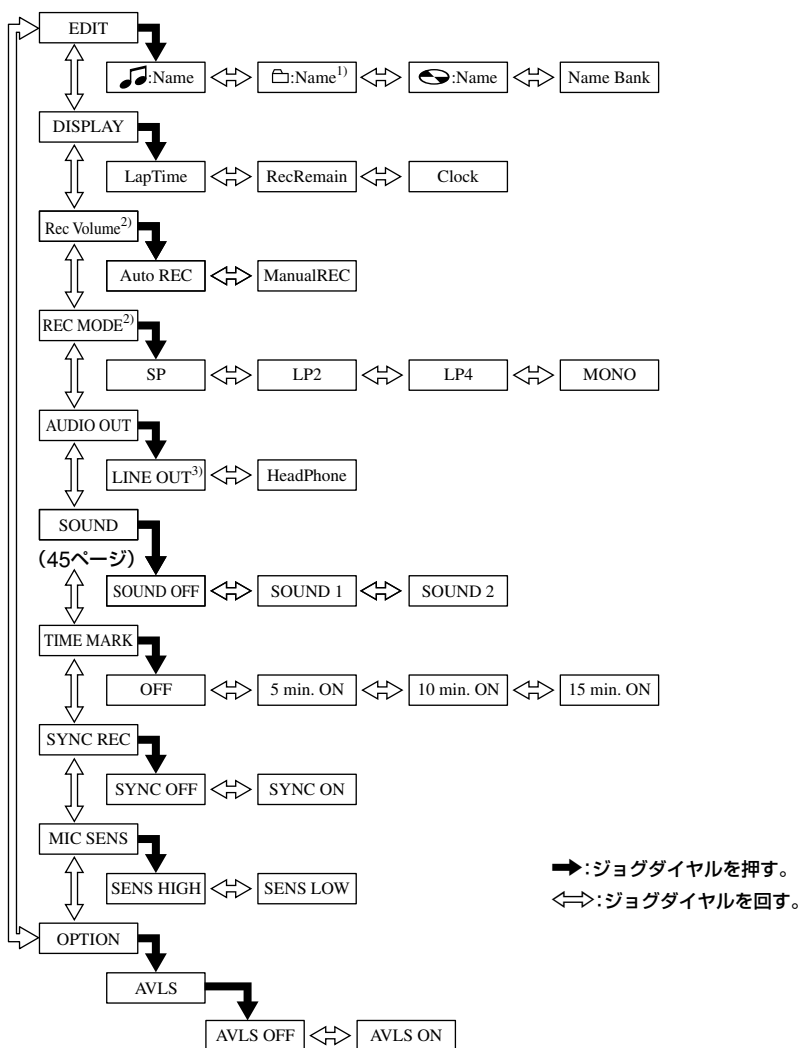 EDIT
:Name :Name1) :Name Name Bank
DISPLAY
LapTime RecRemain Clock
Rec Volume2)
Auto REC ManualREC
REC MODE2)
SP LP2 LP4 MONO
AUDIO OUT
LINE OUT3) HeadPhone
SOUND
(45ページ)
SOUND OFF SOUND 1 SOUND 2
TIME MARK
OFF 5 min. ON 10 min. ON 15 min. ON
SYNC REC
SYNC OFF SYNC ON
MIC SENS
SENS HIGH SENS LOW
:ジョグダイヤルを押す。
:ジョグダイヤルを回す。
OPTION
AVLS
AVLS OFF AVLS ON